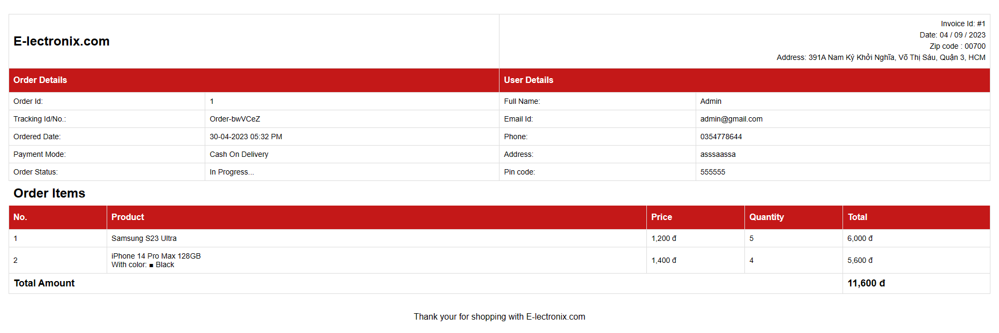 E-lectronix.com
Invoice Id: #1
Date: 04 / 09 / 2023
Zip code : 00700
Address: 391A Nam Kỳ Khởi Nghĩa, Võ Thị Sáu, Quận 3, HCM
Order Details User Details
Order Id: 1 Full Name: Admin
Tracking Id/No.: Order-bwVCeZ Email Id: admin@gmail.com
Ordered Date: 30-04-2023 05:32 PM Phone: 0354778644
Payment Mode: Cash On Delivery Address: asssaassa
Order Status: In Progress... Pin code: 555555
Order Items
No. Product Price Quantity Total
1 Samsung S23 Ultra 1,200 đ 5 6,000 đ
2 iPhone 14 Pro Max 128GB 1,400 đ 4 5,600 đ
With color: ■ Black
Total Amount 11,600 đ
Thank your for shopping with E-lectronix.com